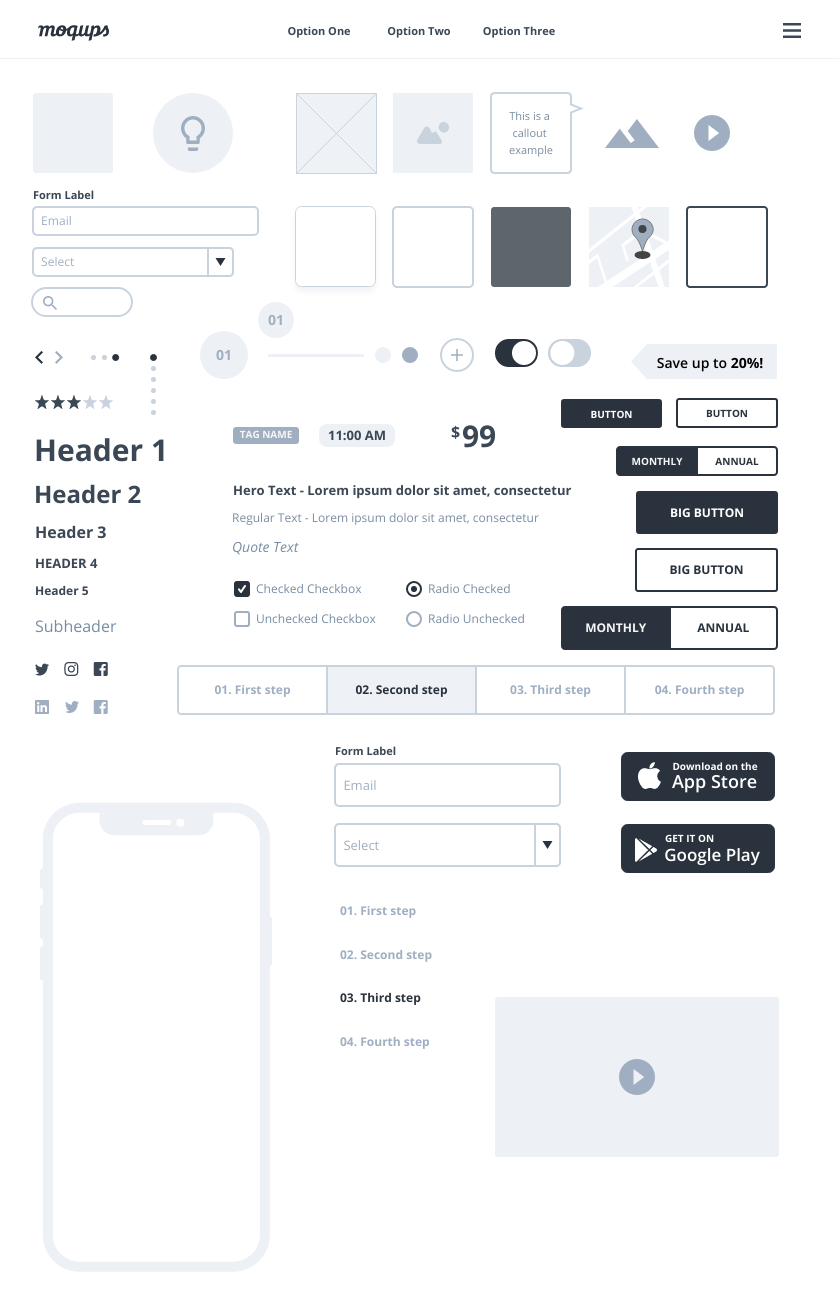 moqups
Option One
Option Two
Option Three
This is a
callout
example
Form Label
Email
Select
01
01
Save up to 20%!
BUTTON
BUTTON
TAG NAME
11:00 AM
$99
Header 1
MONTHLY
ANNUAL
Header 2
Hero Text - Lorem ipsum dolor sit amet, consectetur
Regular Text - Lorem ipsum dolor sit amet, consectetur
BIG BUTTON
Header 3
Quote Text
HEADER 4
BIG BUTTON
Header 5
Checked Checkbox
Radio Checked
Subheader
Unchecked Checkbox
Radio Unchecked
MONTHLY
ANNUAL
01. First step
02. Second step
03. Third step
04. Fourth step
Form Label
Email
Select
Download on the
App Store
GET IT ON
Google Play
01. First step
02. Second step
03. Third step
04. Fourth step